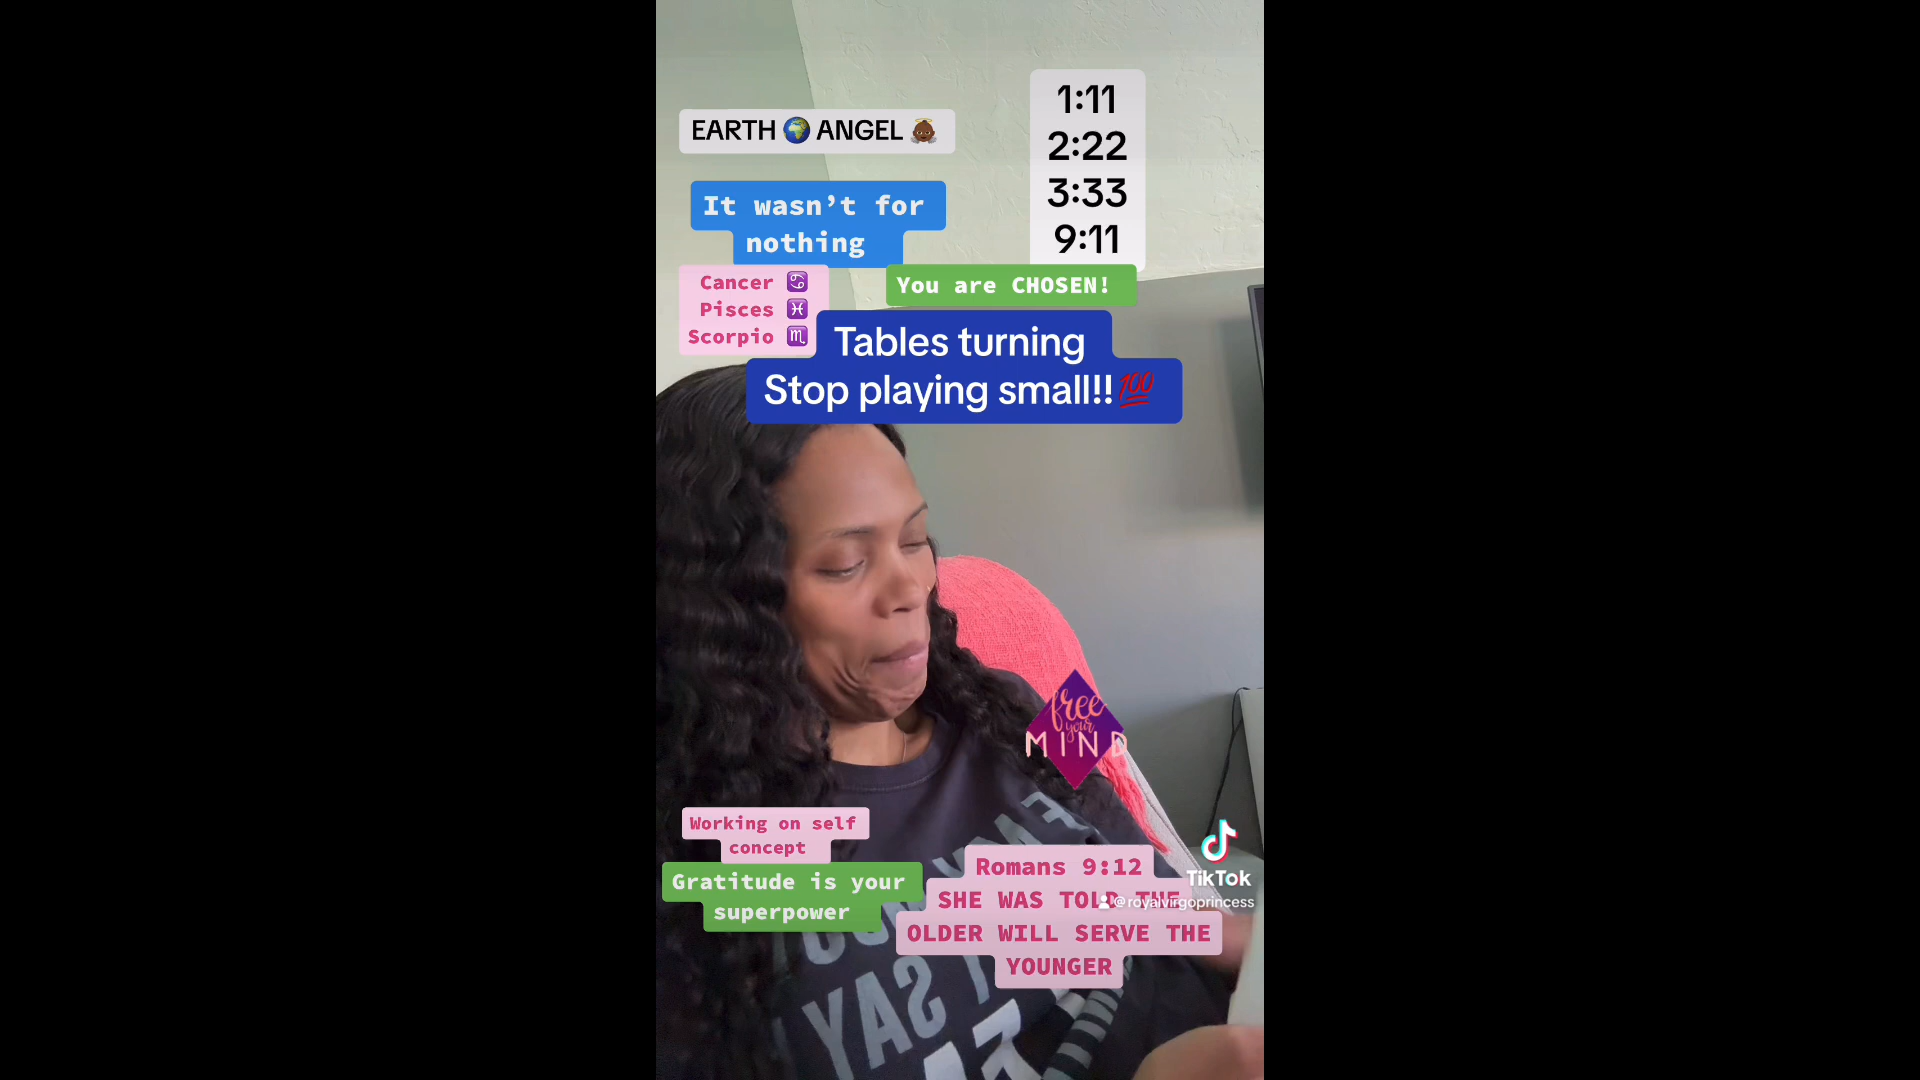 EARTH 🌍 ANGEL 👼🏾
1:11
2:22
3:33
9:11
It wasn't for
nothing
Cancer ♋
Pisces ♓
Scorpio ♏
You are CHOSEN!
Tables turning
Stop playing small!!💯
free
your
MIND
Working on self
concept
Gratitude is your
superpower
Romans 9:12
SHE WAS TOLD THE
OLDER WILL SERVE THE
YOUNGER
TikTok
@royalvirgoprincess
SAY